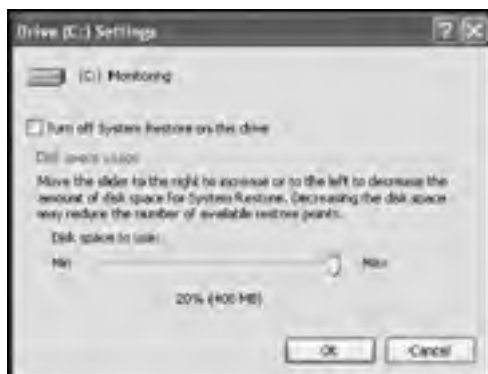 Drive (C:) Settings
(C:) Monitoring
Turn off System Restore on this drive
Disk space usage
Move the slider to the right to increase or to the left to decrease the
amount of disk space for System Restore. Decreasing the disk space
may reduce the number of available restore points.
Disk space to use:
Min Max
20% (400 MB)
OK Cancel